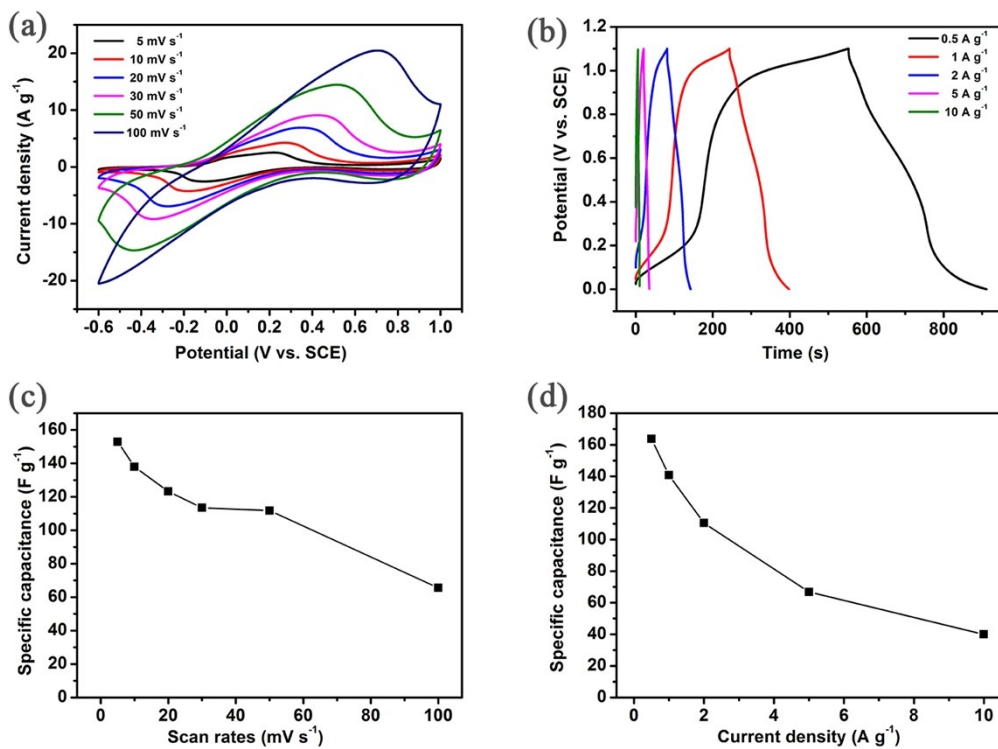 (a)
5 mV s⁻¹
10 mV s⁻¹
20 mV s⁻¹
30 mV s⁻¹
50 mV s⁻¹
100 mV s⁻¹
Current density (A g⁻¹)
20
10
0
-10
-20
-0.6 -0.4 -0.2 0.0 0.2 0.4 0.6 0.8 1.0
Potential (V vs. SCE)
(b)
0.5 A g⁻¹
1 A g⁻¹
2 A g⁻¹
5 A g⁻¹
10 A g⁻¹
Potential (V vs. SCE)
1.2
1.0
0.8
0.6
0.4
0.2
0.0
0 200 400 600 800
Time (s)
(c)
Specific capacitance (F g⁻¹)
180
160
140
120
100
80
60
40
20
0
0 20 40 60 80 100
Scan rates (mV s⁻¹)
(d)
Specific capacitance (F g⁻¹)
180
160
140
120
100
80
60
40
20
0
0 2 4 6 8 10
Current density (A g⁻¹)